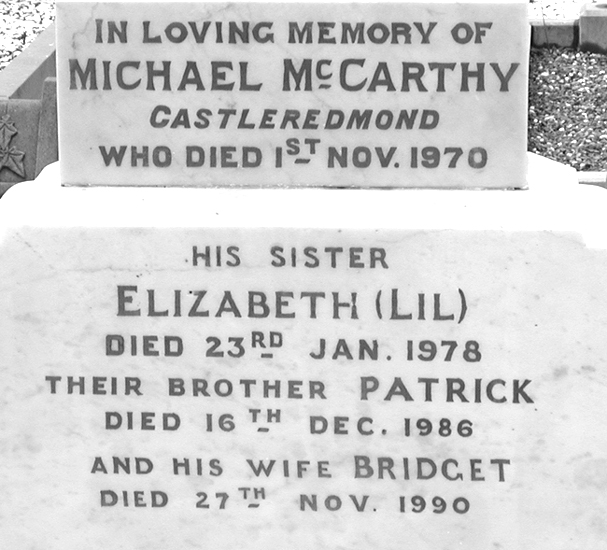 IN LOVING MEMORY OF
MICHAEL McCARTHY
CASTLEREDMOND
WHO DIED 1ST NOV. 1970
HIS SISTER
ELIZABETH (LIL)
DIED 23RD JAN. 1978
THEIR BROTHER PATRICK
DIED 16TH DEC. 1986
AND HIS WIFE BRIDGET
DIED 27TH NOV. 1990